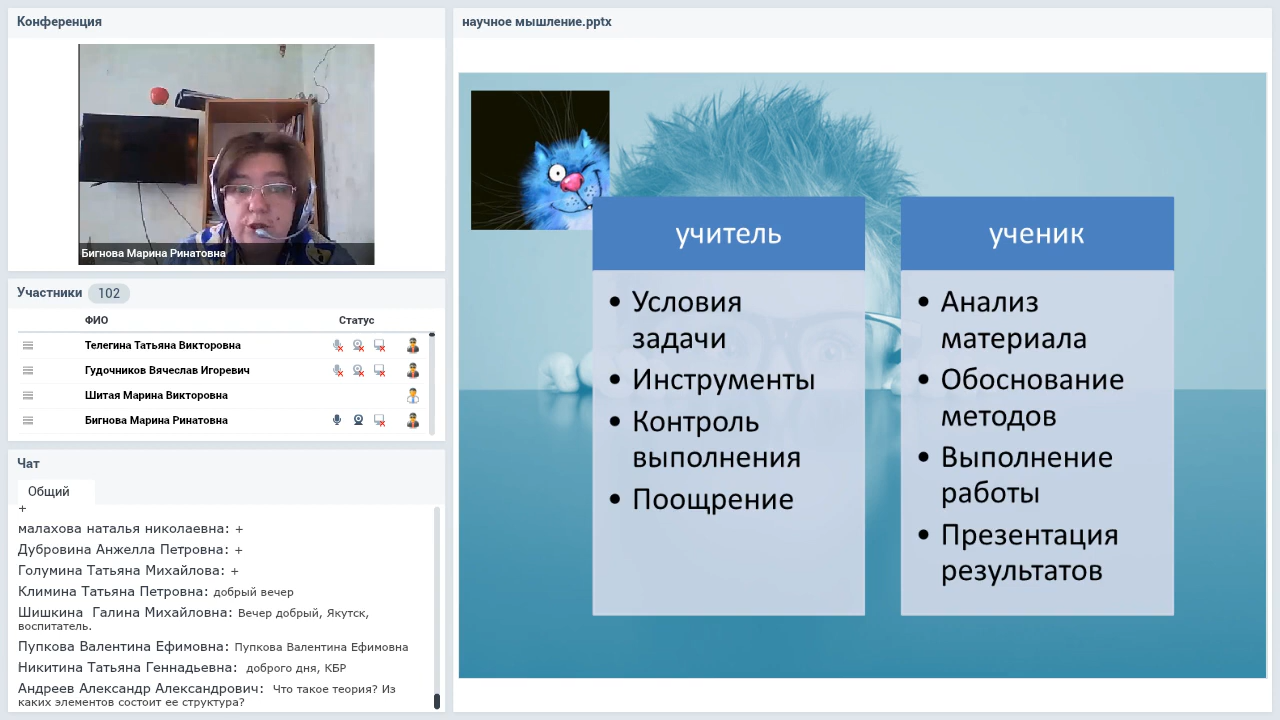 Конференция
Бигнова Марина Ринатовна
Участники 102
ФИО Статус
Телегина Татьяна Викторовна
Гудочников Вячеслав Игоревич
Шитая Марина Викторовна
Бигнова Марина Ринатовна
Чат
Общий
+
малахова наталья николаевна: +
Дубровина Анжелла Петровна: +
Голумина Татьяна Михайлова: +
Климина Татьяна Петровна: добрый вечер
Шишкина Галина Михайловна: Вечер добрый, Якутск,
воспитатель.
Пупкова Валентина Ефимовна: Пупкова Валентина Ефимовна
Никитина Татьяна Геннадьевна: доброго дня, КБР
Андреев Александр Александрович: Что такое теория? Из
каких элементов состоит ее структура?
научное мышление.pptx
учитель
• Условия
задачи
• Инструменты
• Контроль
выполнения
• Поощрение
ученик
• Анализ
материала
• Обоснование
методов
• Выполнение
работы
• Презентация
результатов